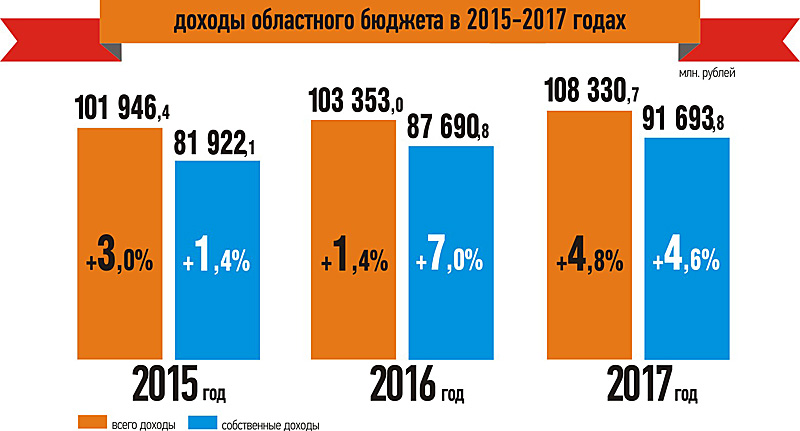 доходы областного бюджета в 2015-2017 годах
млн. рублей
101 946,4
81 922,1
103 353,0
87 690,8
108 330,7
91 693,8
+3,0%
+1,4%
+1,4%
+7,0%
+4,8%
+4,6%
2015 год
2016 год
2017 год
всего доходы
собственные доходы